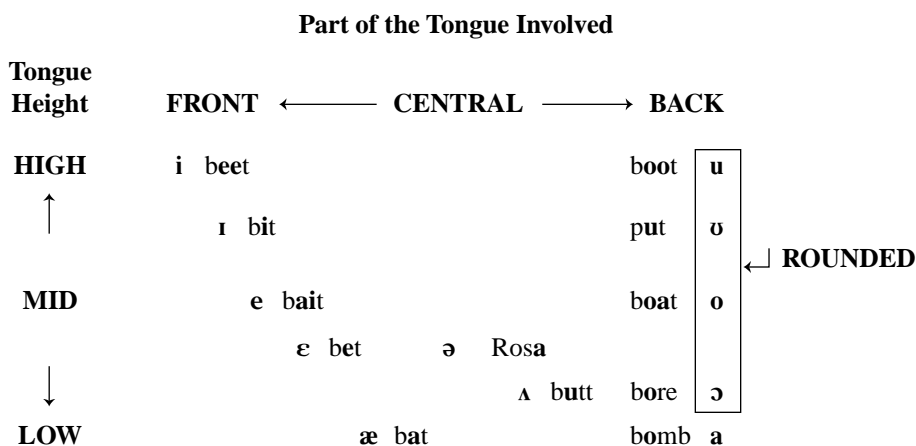 Part of the Tongue Involved
Tongue
Height FRONT ← CENTRAL → BACK
HIGH i beet boot u
ɪ bit put ʊ
ROUNDED
MID e bait boat o
ɛ bet ə Rosa
ʌ butt bore ɔ
LOW æ bat bomb a